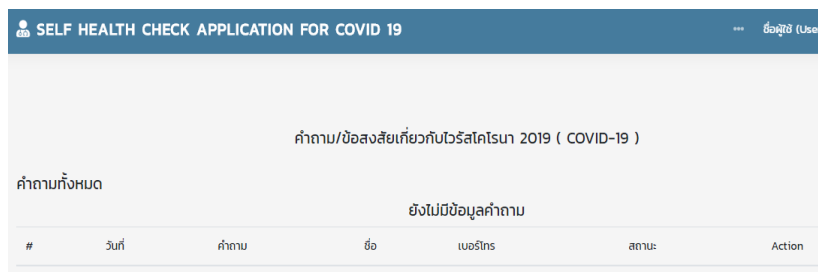 SELF HEALTH CHECK APPLICATION FOR COVID 19 *** ชื่อผู้ใช้ (Use
คำถาม/ข้อสงสัยเกี่ยวกับไวรัสโคโรนา 2019 ( COVID-19 )
คำถามทั้งหมด
ยังไม่มีข้อมูลคำถาม
# วันที่ คำถาม ชื่อ เบอร์โทร สถานะ Action